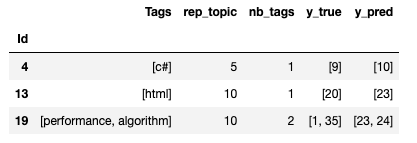 Tags rep_topic nb_tags y_true y_pred
Id
4 [c#] 5 1 [9] [10]
13 [html] 10 1 [20] [23]
19 [performance, algorithm] 10 2 [1, 35] [23, 24]